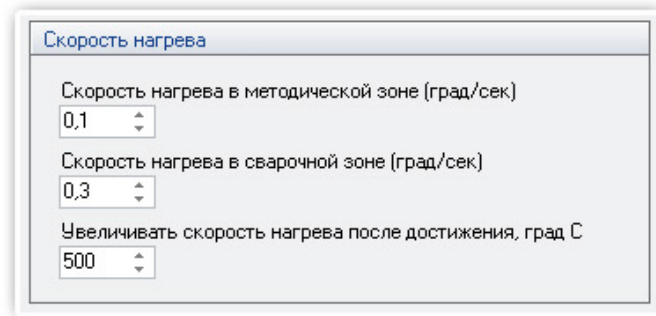 Скорость нагрева
Скорость нагрева в методической зоне (град/сек)
0,1
Скорость нагрева в сварочной зоне (град/сек)
0,3
Увеличивать скорость нагрева после достижения, град С
500